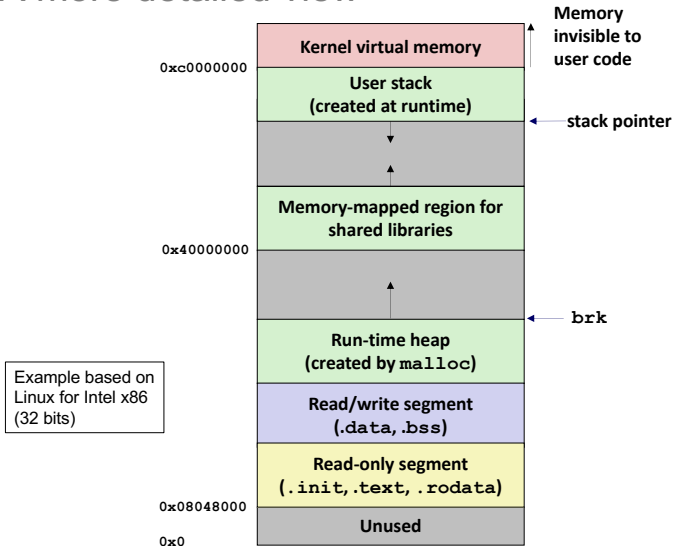 Memory
invisible to
user code
Kernel virtual memory
0xc0000000
User stack
(created at runtime)
stack pointer
Memory-mapped region for
shared libraries
0x40000000
brk
Run-time heap
(created by malloc)
Example based on
Linux for Intel x86
(32 bits)
Read/write segment
(.data, .bss)
Read-only segment
(.init, .text, .rodata)
0x08048000
Unused
0x0